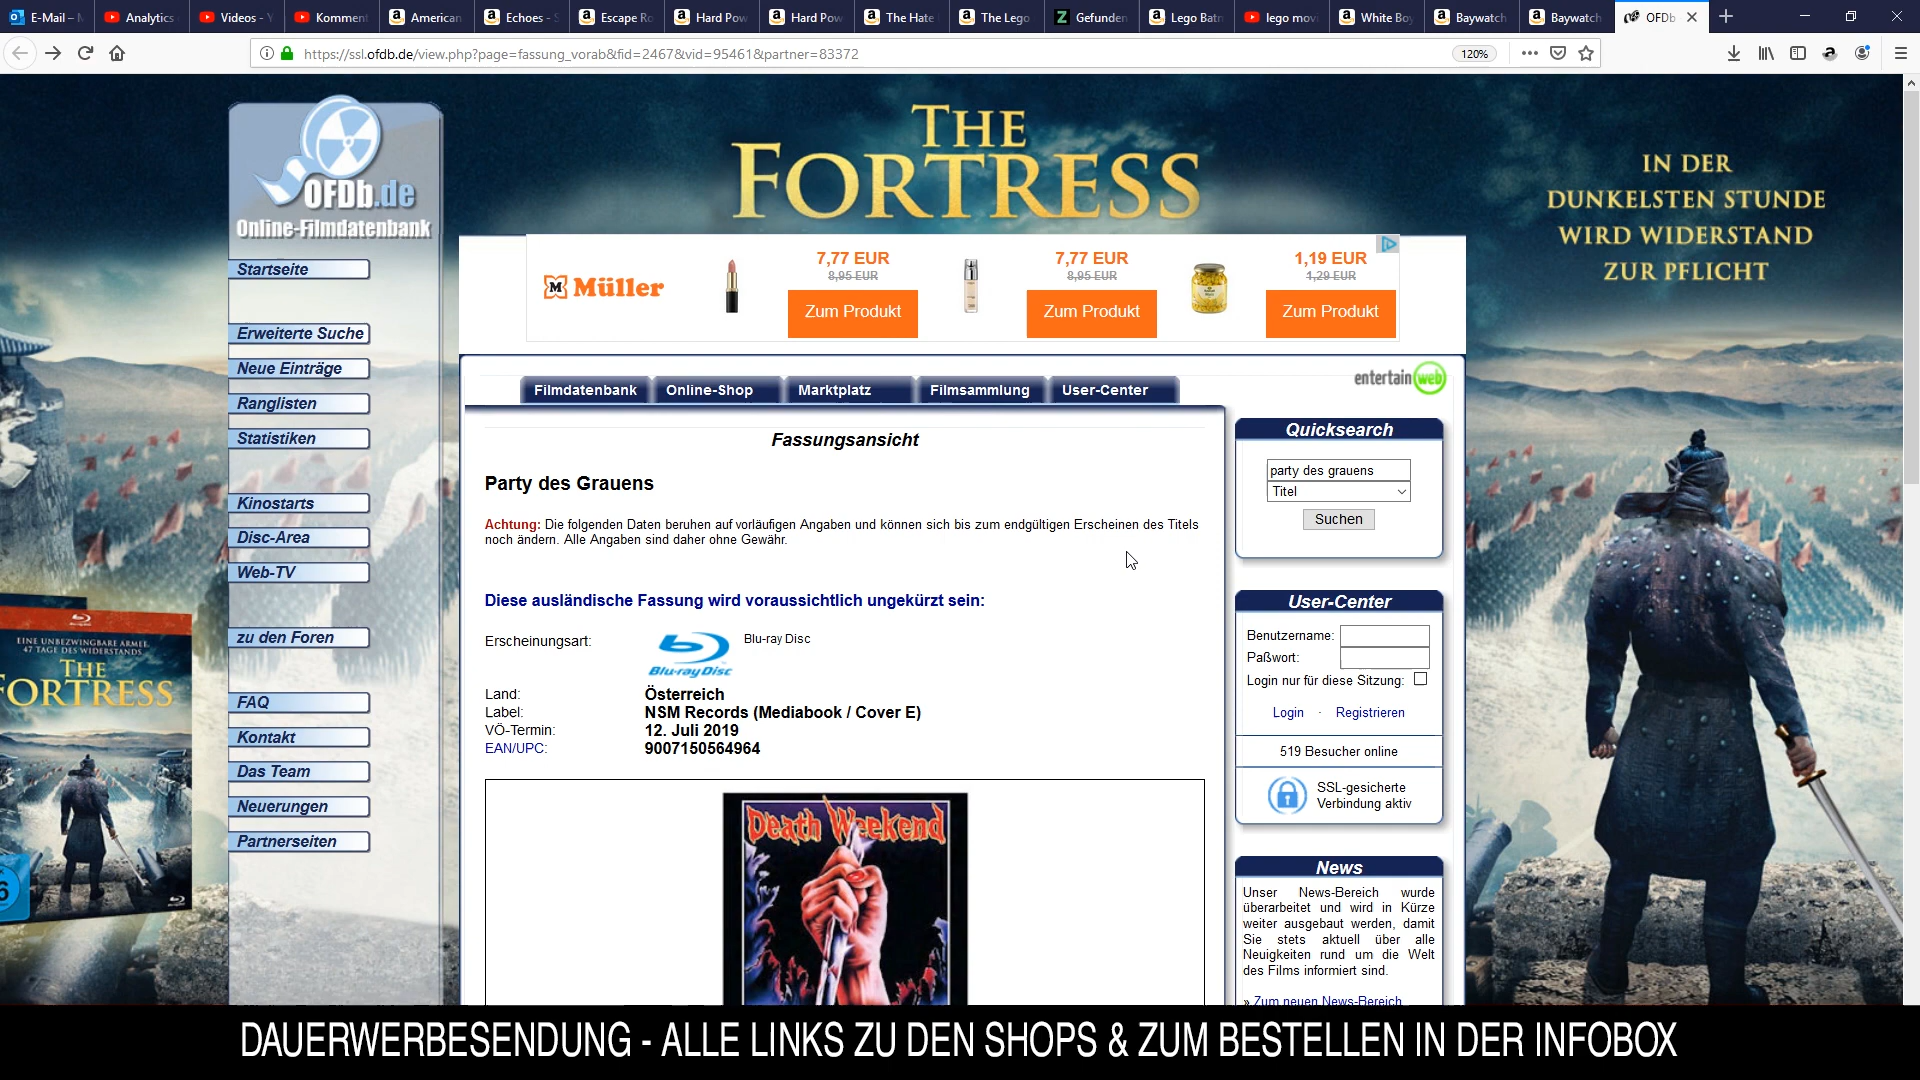 E-Mail –
Analytics
Videos - Y
Komment
American
Echoes - S
Escape Ro
Hard Pow
Hard Pow
The Hate
The Lego
Gefunden
Lego Batm
lego mov
White Boy
Baywatch
Baywatch
OFDb
https://ssl.ofdb.de/view.php?page=fassung_vorab&fid=2467&vid=95461&partner=83372
120%
THE
FORTRESS
IN DER
DUNKELSTEN STUNDE
WIRD WIDERSTAND
ZUR PFLICHT
OFDb.de
Online-Filmdatenbank
Startseite
Erweiterte Suche
Neue Einträge
Ranglisten
Statistiken
Kinostarts
Disc-Area
Web-TV
zu den Foren
FAQ
Kontakt
Das Team
Neuerungen
Partnerseiten
EINE UNBEZWINGBARE ARMEE.
47 TAGE DES WIDERSTANDS
THE
FORTRESS
6
M Müller
7,77 EUR
8,95 EUR
Zum Produkt
7,77 EUR
8,95 EUR
Zum Produkt
1,19 EUR
1,29 EUR
Zum Produkt
Filmdatenbank
Online-Shop
Marktplatz
Filmsammlung
User-Center
entertain web
Fassungsansicht
Party des Grauens
Achtung: Die folgenden Daten beruhen auf vorläufigen Angaben und können sich bis zum endgültigen Erscheinen des Titels
noch ändern. Alle Angaben sind daher ohne Gewähr.
Diese ausländische Fassung wird voraussichtlich ungekürzt sein:
Erscheinungsart:
Blu-ray Disc
Blu-ray Disc
Land: Österreich
Label: NSM Records (Mediabook / Cover E)
VÖ-Termin: 12. Juli 2019
EAN/UPC: 9007150564964
Death Weekend
Quicksearch
party des grauens
Titel
Suchen
User-Center
Benutzername:
Paßwort:
Login nur für diese Sitzung:
Login · Registrieren
519 Besucher online
SSL-gesicherte
Verbindung aktiv
News
Unser News-Bereich wurde
überarbeitet und wird in Kürze
weiter ausgebaut werden, damit
Sie stets aktuell über alle
Neuigkeiten rund um die Welt
des Films informiert sind.
» Zum neuen News-Bereich
DAUERWERBESENDUNG - ALLE LINKS ZU DEN SHOPS & ZUM BESTELLEN IN DER INFOBOX